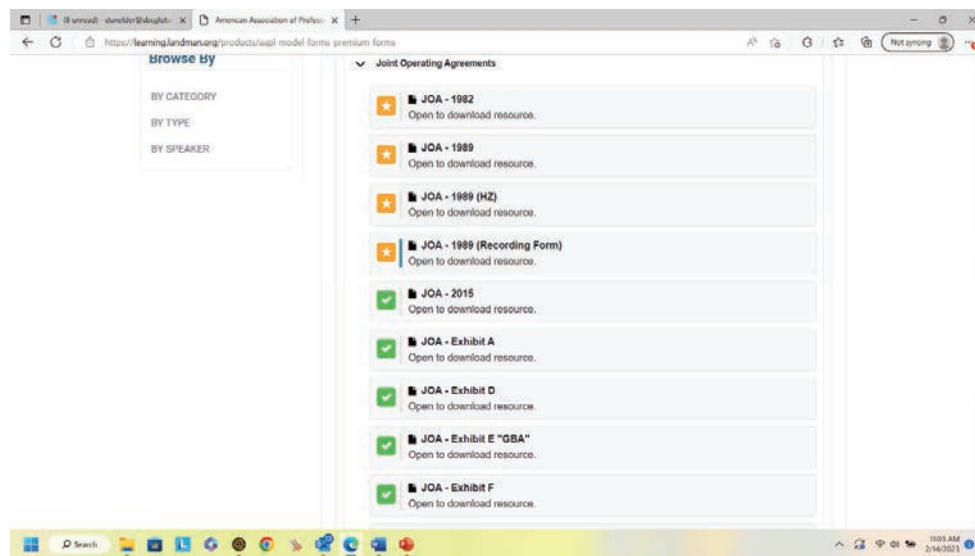 American Association of Profess
https://learning.landman.org/products/aapl-model-forms-premium-forms
Not syncing
Browse By
BY CATEGORY
BY TYPE
BY SPEAKER
Joint Operating Agreements
JOA - 1982
Open to download resource.
JOA - 1989
Open to download resource.
JOA - 1989 (HZ)
Open to download resource.
JOA - 1989 (Recording Form)
Open to download resource.
JOA - 2015
Open to download resource.
JOA - Exhibit A
Open to download resource.
JOA - Exhibit D
Open to download resource.
JOA - Exhibit E "GBA"
Open to download resource.
JOA - Exhibit F
Open to download resource.
Search
11:03 AM
2/14/2023